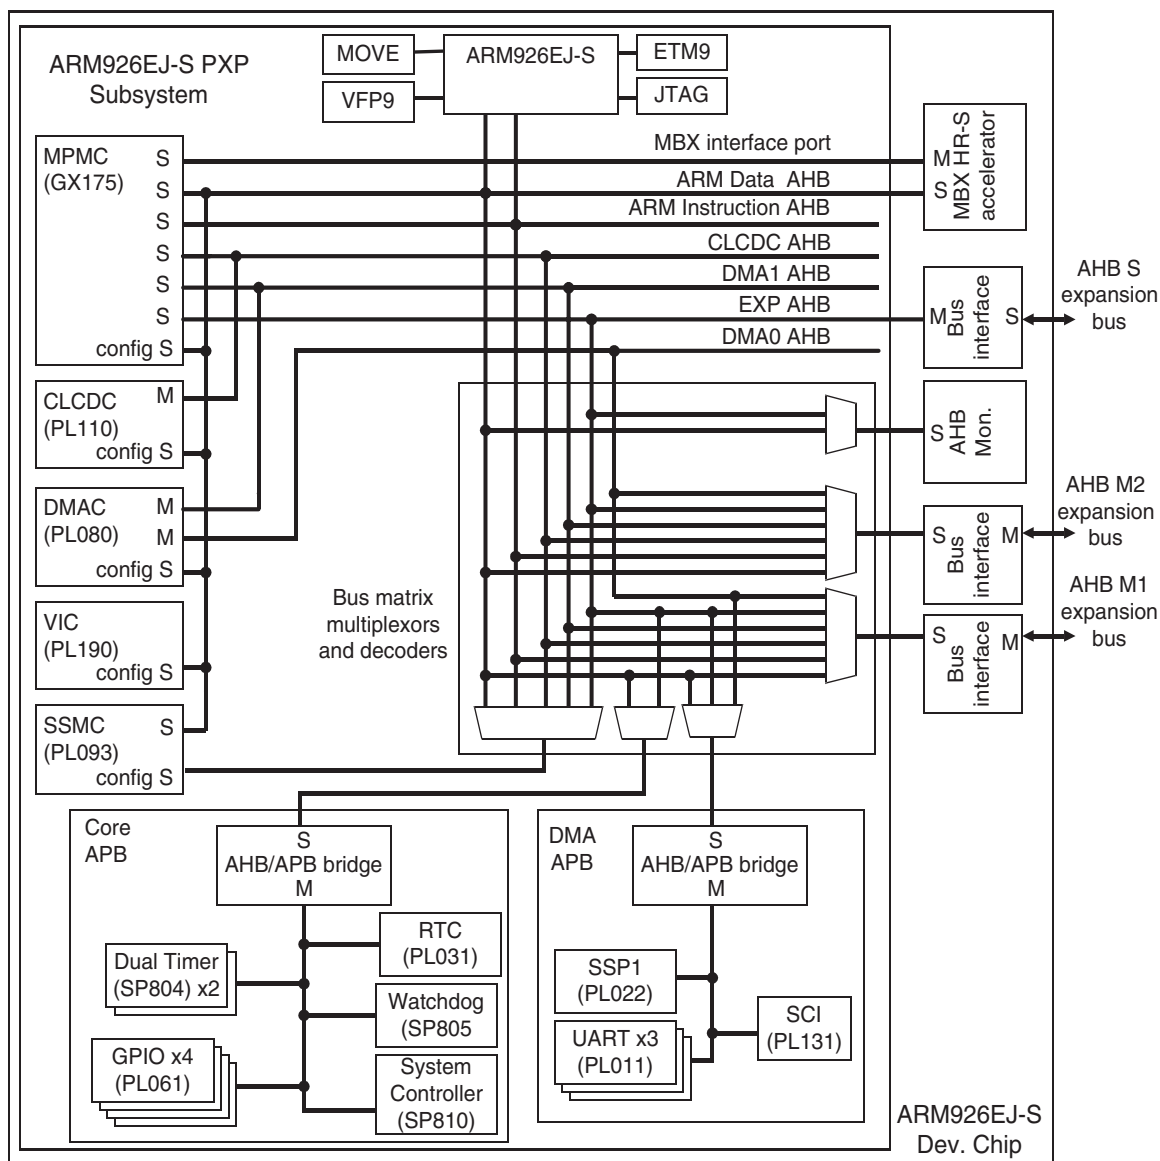 ARM926EJ-S PXP
Subsystem
MOVE
VFP9
ARM926EJ-S
ETM9
JTAG
MPMC
(GX175)
S
S
S
S
S
S
config S
MBX interface port
ARM Data AHB
ARM Instruction AHB
CLCDC AHB
DMA1 AHB
EXP AHB
DMA0 AHB
M
S
MBX HR-S
accelerator
M
Bus
interface
S
AHB S
expansion
bus
CLCDC
(PL110)
M
config S
S
AHB
Mon.
DMAC
(PL080)
M
M
config S
S
Bus
interface
M
AHB M2
expansion
bus
VIC
(PL190)
config S
Bus matrix
multiplexors
and decoders
S
Bus
interface
M
AHB M1
expansion
bus
SSMC
(PL093)
S
config S
Core
APB
S
AHB/APB bridge
M
RTC
(PL031)
Dual Timer
(SP804) x2
Watchdog
(SP805
GPIO x4
(PL061)
System
Controller
(SP810)
DMA
APB
S
AHB/APB bridge
M
SSP1
(PL022)
UART x3
(PL011)
SCI
(PL131)
ARM926EJ-S
Dev. Chip